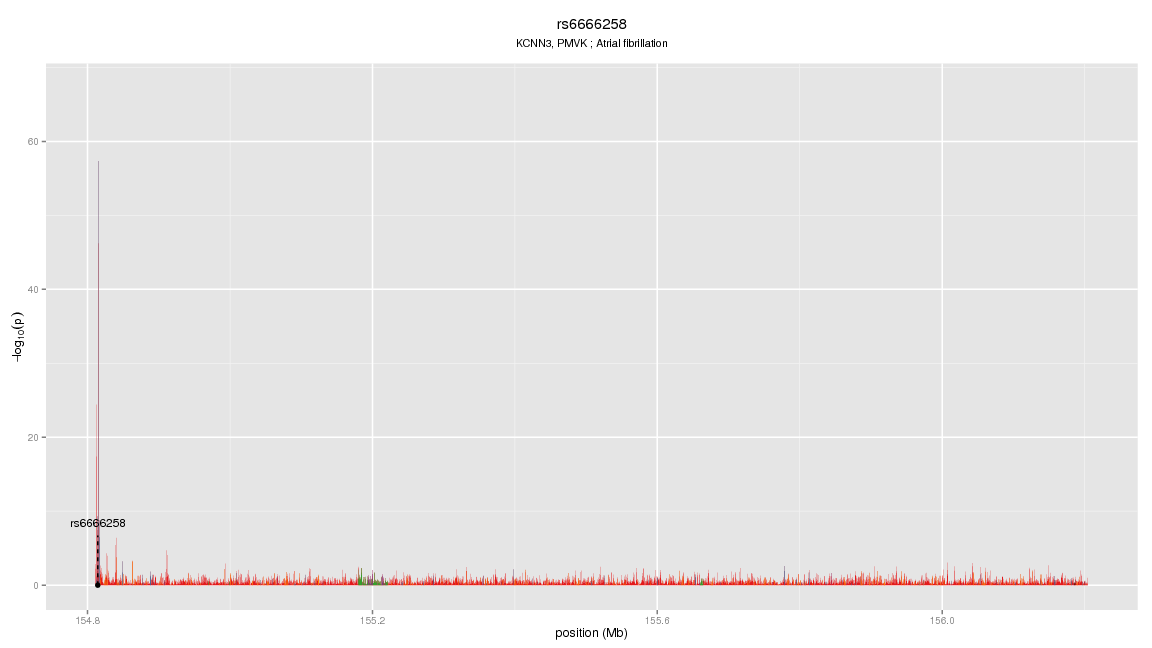 rs6666258
KCNN3, PMVK ; Atrial fibrillation
60
40
20
0
−log10(p)
rs6666258
154.8 155.2 155.6 156.0
position (Mb)